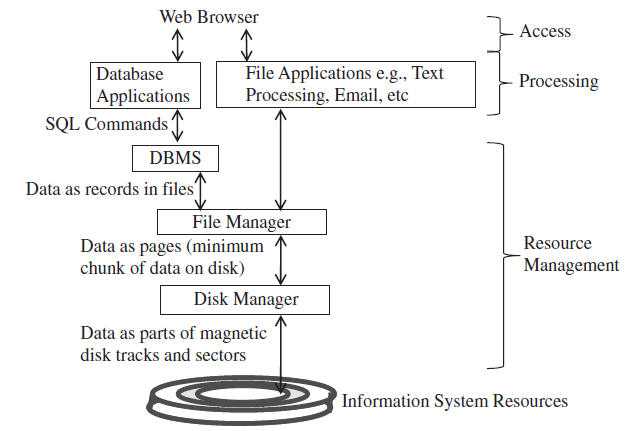 Web Browser
Access
Database
Applications
File Applications e.g., Text
Processing, Email, etc
Processing
SQL Commands
DBMS
Data as records in files
File Manager
Data as pages (minimum
chunk of data on disk)
Resource
Management
Disk Manager
Data as parts of magnetic
disk tracks and sectors
Information System Resources